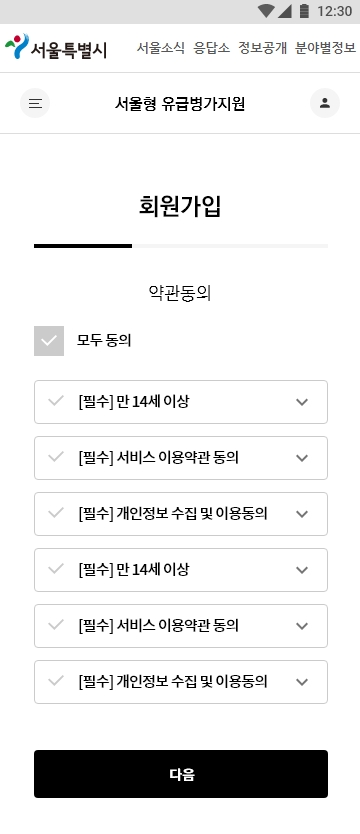 12:30
서울특별시
서울소식 응답소 정보공개 분야별정보
서울형 유급병가지원
회원가입
약관동의
모두 동의
[필수] 만 14세 이상
[필수] 서비스 이용약관 동의
[필수] 개인정보 수집 및 이용동의
[필수] 만 14세 이상
[필수] 서비스 이용약관 동의
[필수] 개인정보 수집 및 이용동의
다음